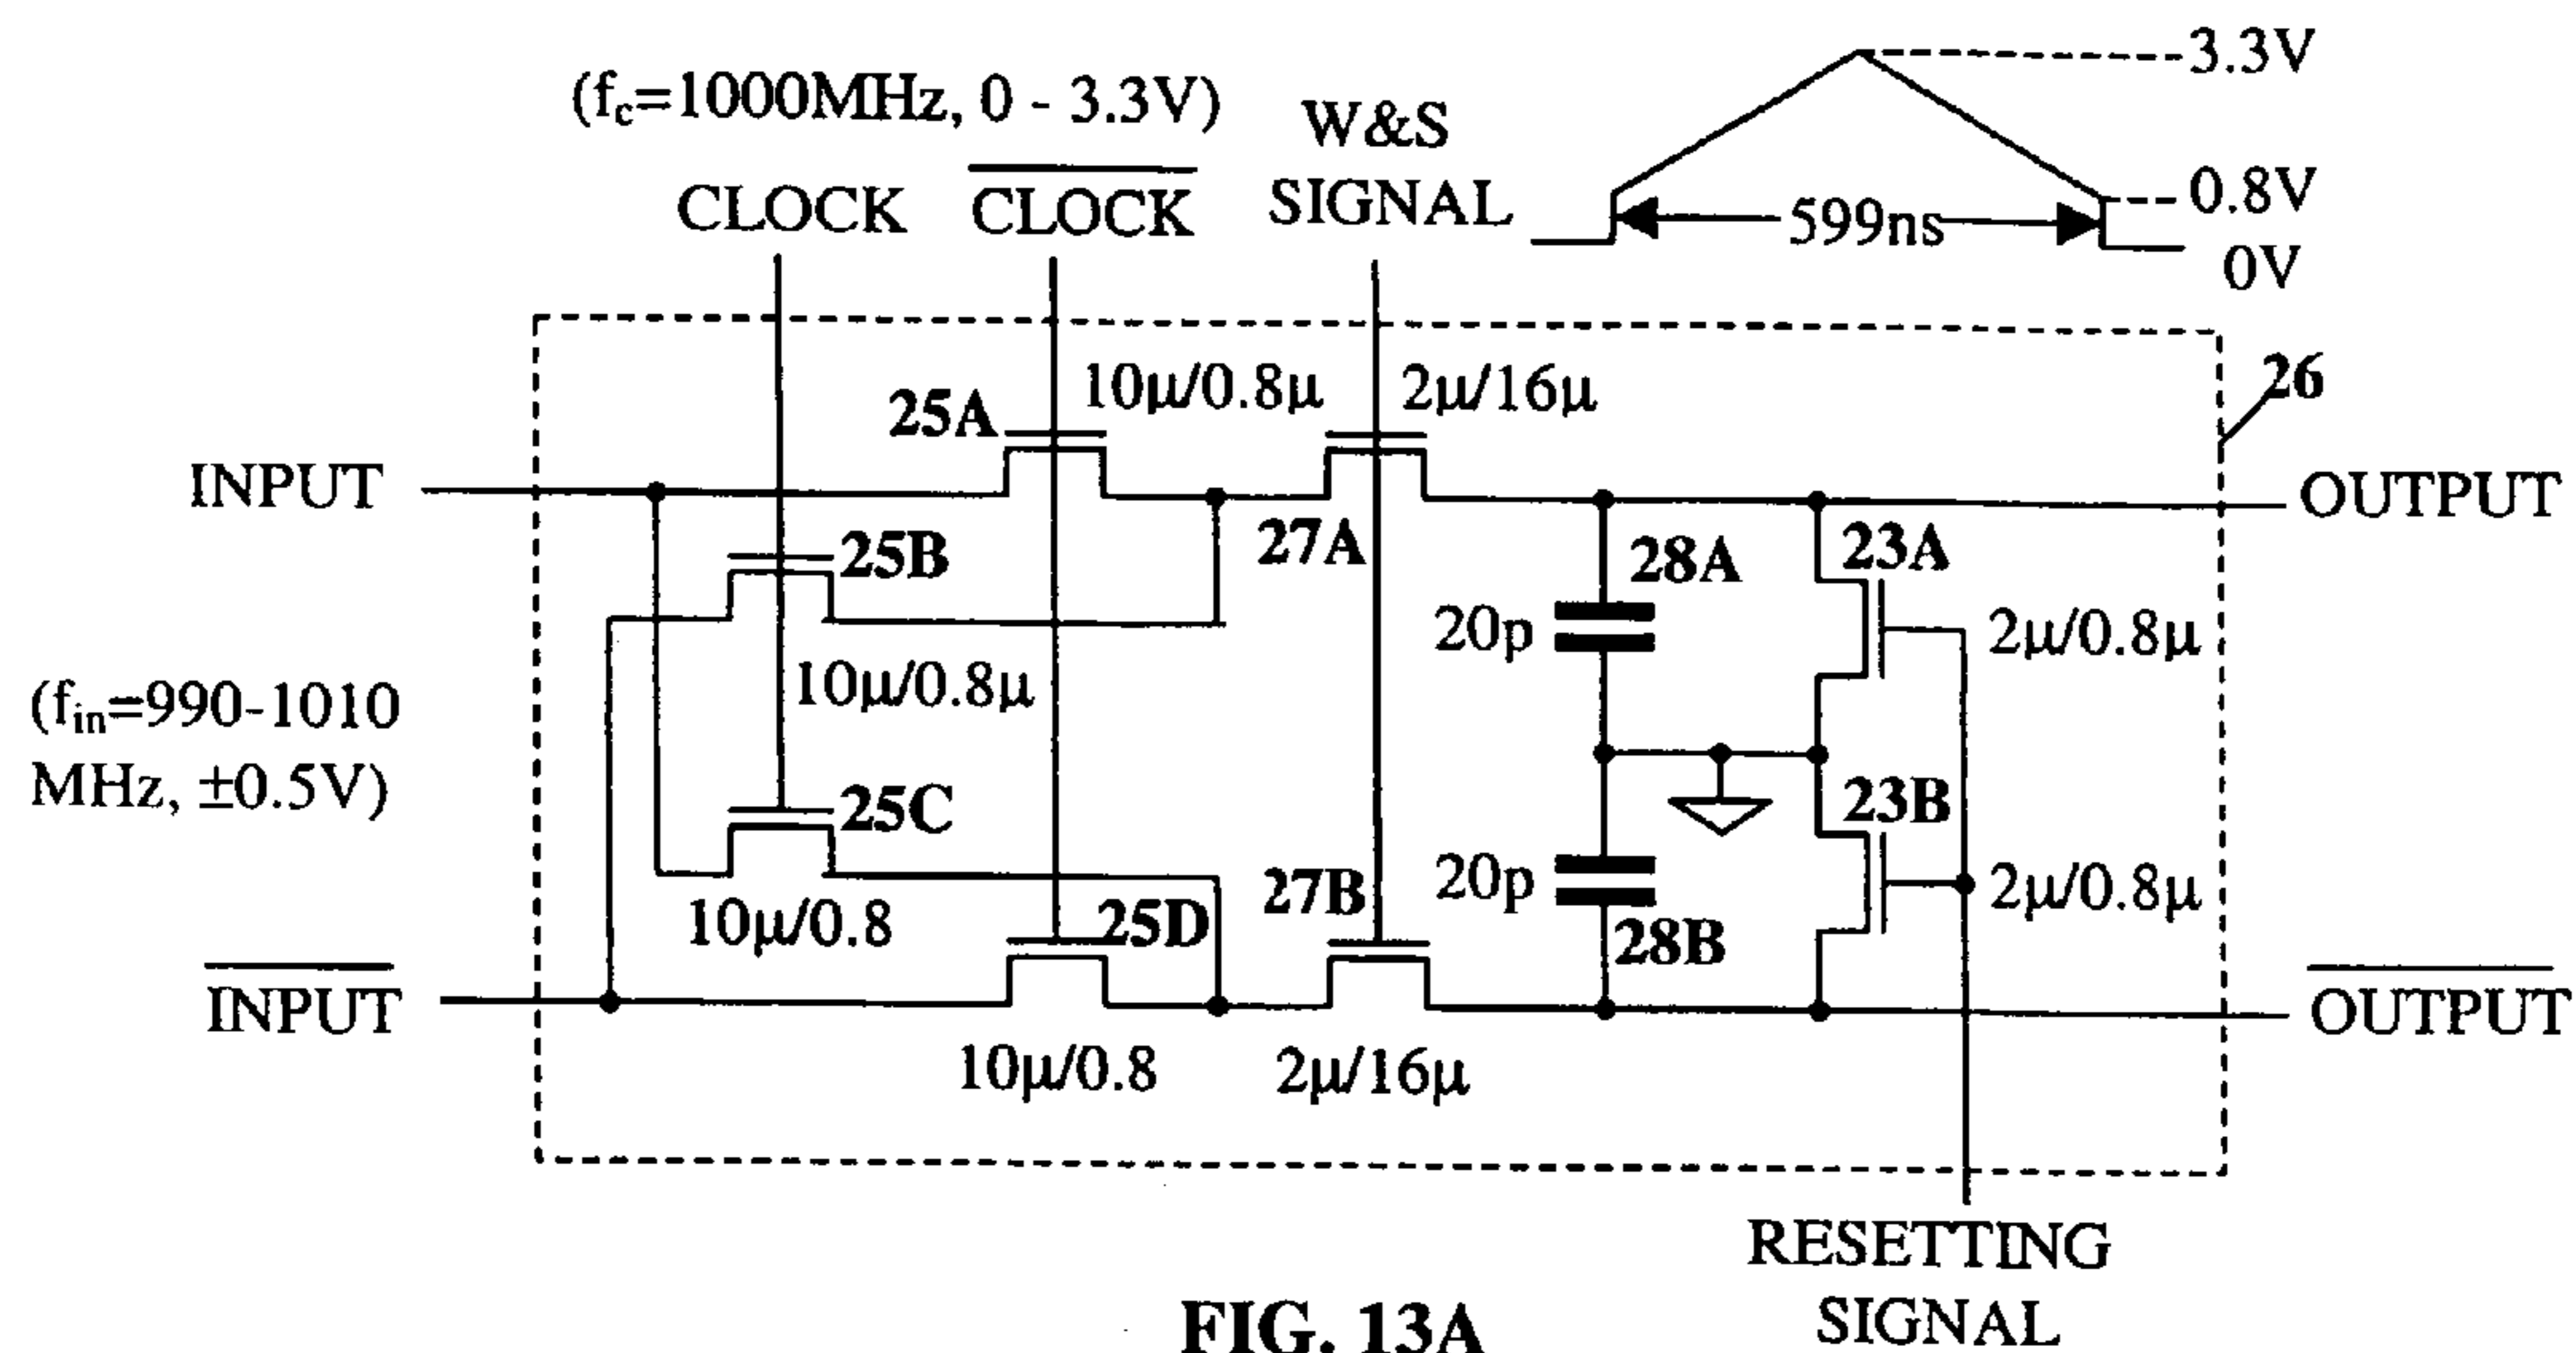 3.3V
(fc=1000MHz, 0 - 3.3V)
W&S
SIGNAL
CLOCK
CLOCK
0.8V
599ns
0V
26
10µ/0.8µ
2µ/16µ
25A
INPUT
OUTPUT
25B
27A
28A
23A
20p
2µ/0.8µ
10µ/0.8µ
(fin=990-1010
MHz, ±0.5V)
25C
23B
27B
20p
2µ/0.8µ
10µ/0.8
25D
28B
INPUT
OUTPUT
10µ/0.8
2µ/16µ
RESETTING
SIGNAL
FIG. 13A